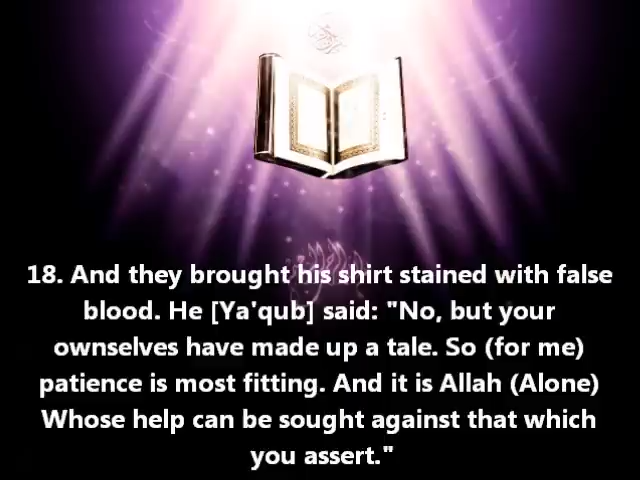 18. And they brought his shirt stained with false
blood. He [Ya'qub] said: "No, but your
ownselves have made up a tale. So (for me)
patience is most fitting. And it is Allah (Alone)
Whose help can be sought against that which
you assert."